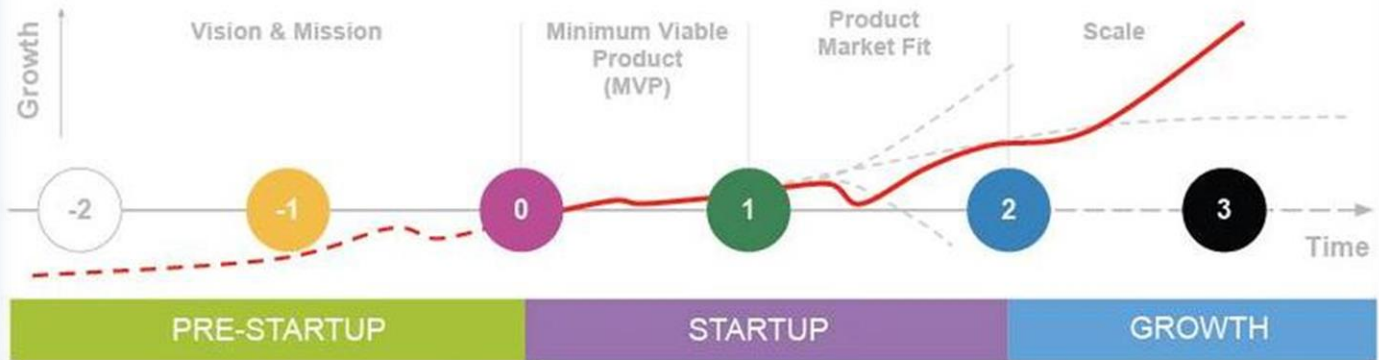 Growth
Vision & Mission
Minimum Viable
Product
(MVP)
Product
Market Fit
Scale
-2
-1
0
1
2
3
Time
PRE-STARTUP
STARTUP
GROWTH